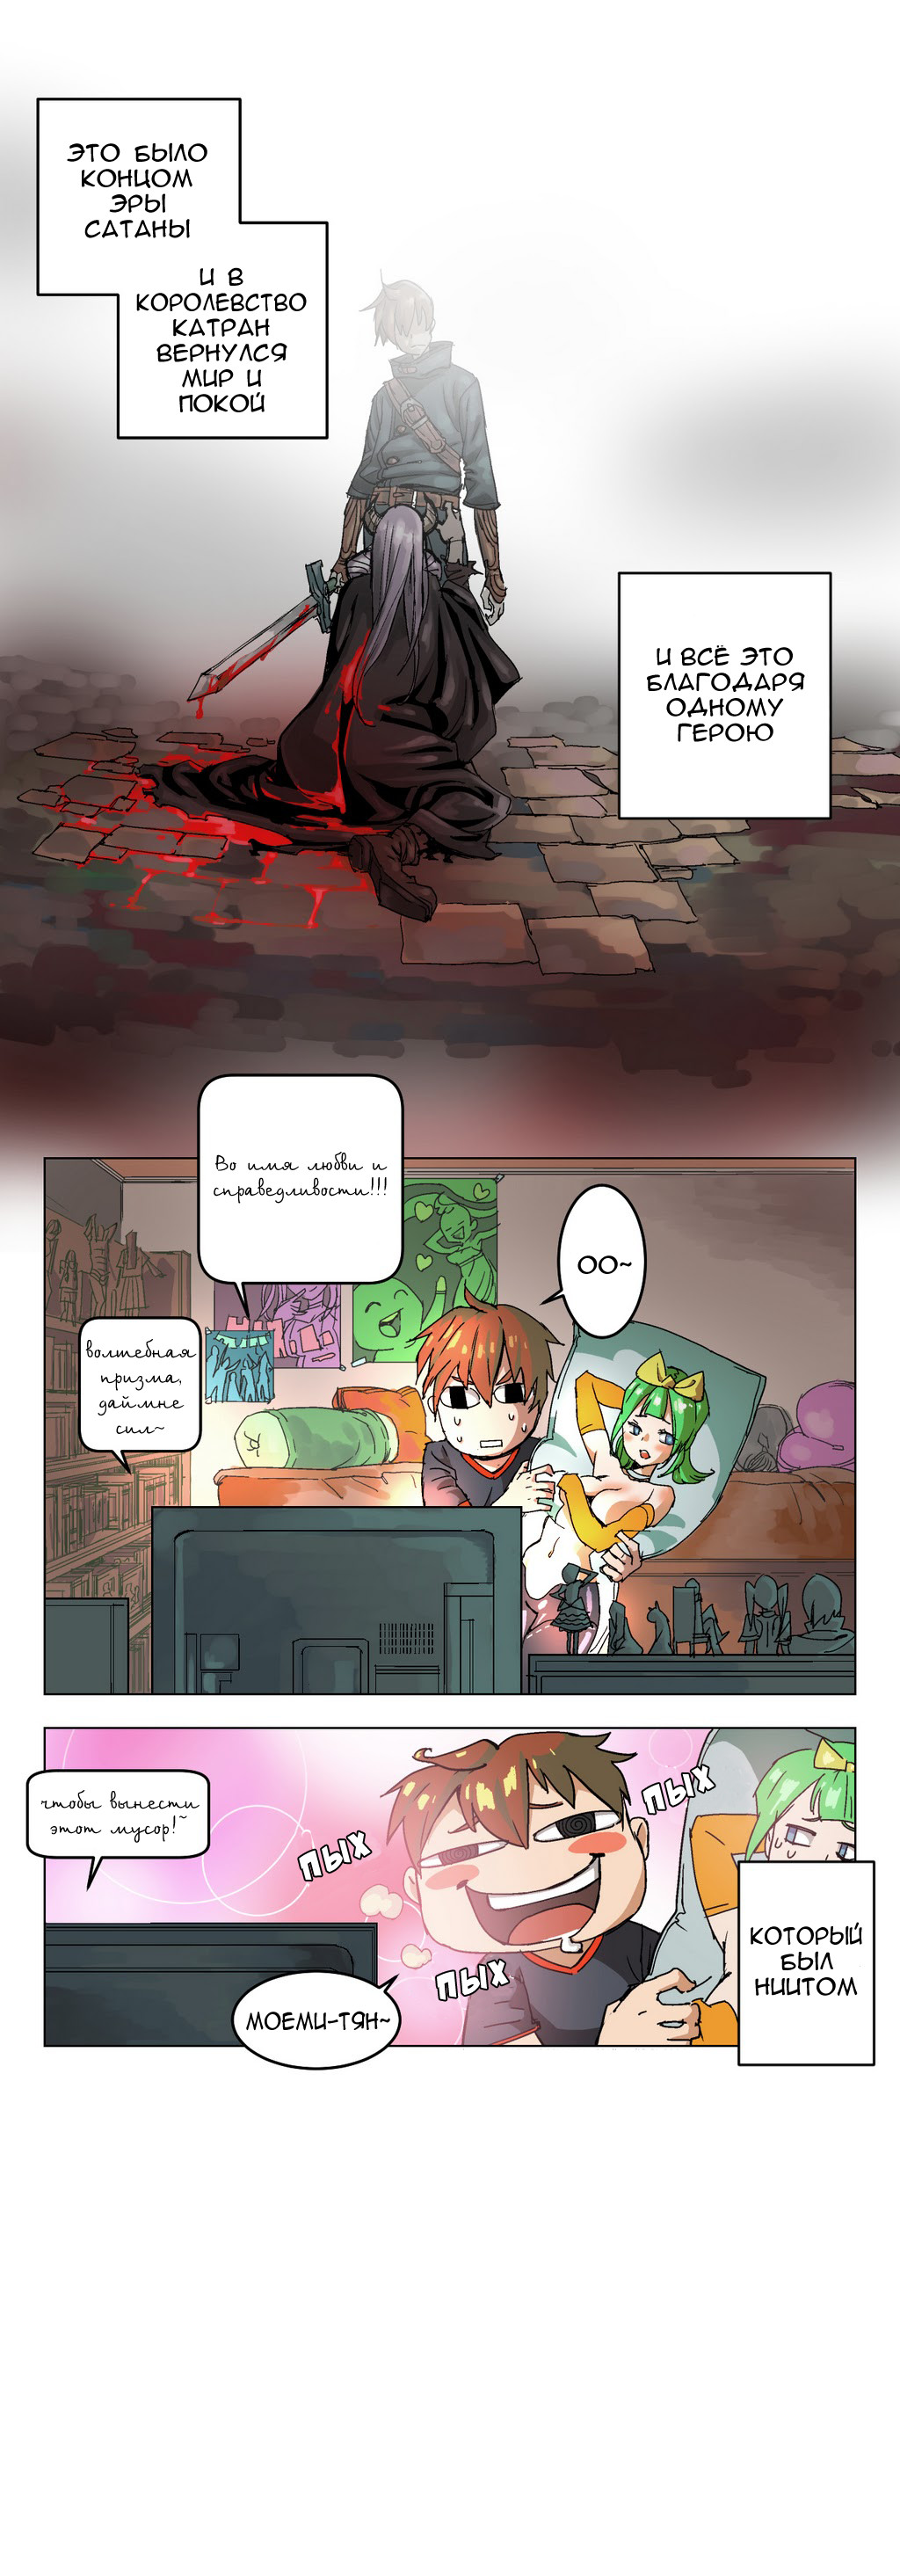 ЭТО БЫЛО
КОНЦОМ
ЭРЫ
САТАНЫ
И В
КОРОЛЕВСТВО
КАТРАН
ВЕРНУЛСЯ
МИР И
ПОКОЙ
И ВСЁ ЭТО
БЛАГОДАРЯ
ОДНОМУ
ГЕРОЮ
Во имя любви и
справедливости!!!
ОО~
волшебная
призма,
дай мне
сил~
чтобы вынести
этот мусор!~
ПЫХ
ПЫХ
ПЫХ
МОЕМИ-ТЯН~
КОТОРЫЙ
БЫЛ
НИИТОМ